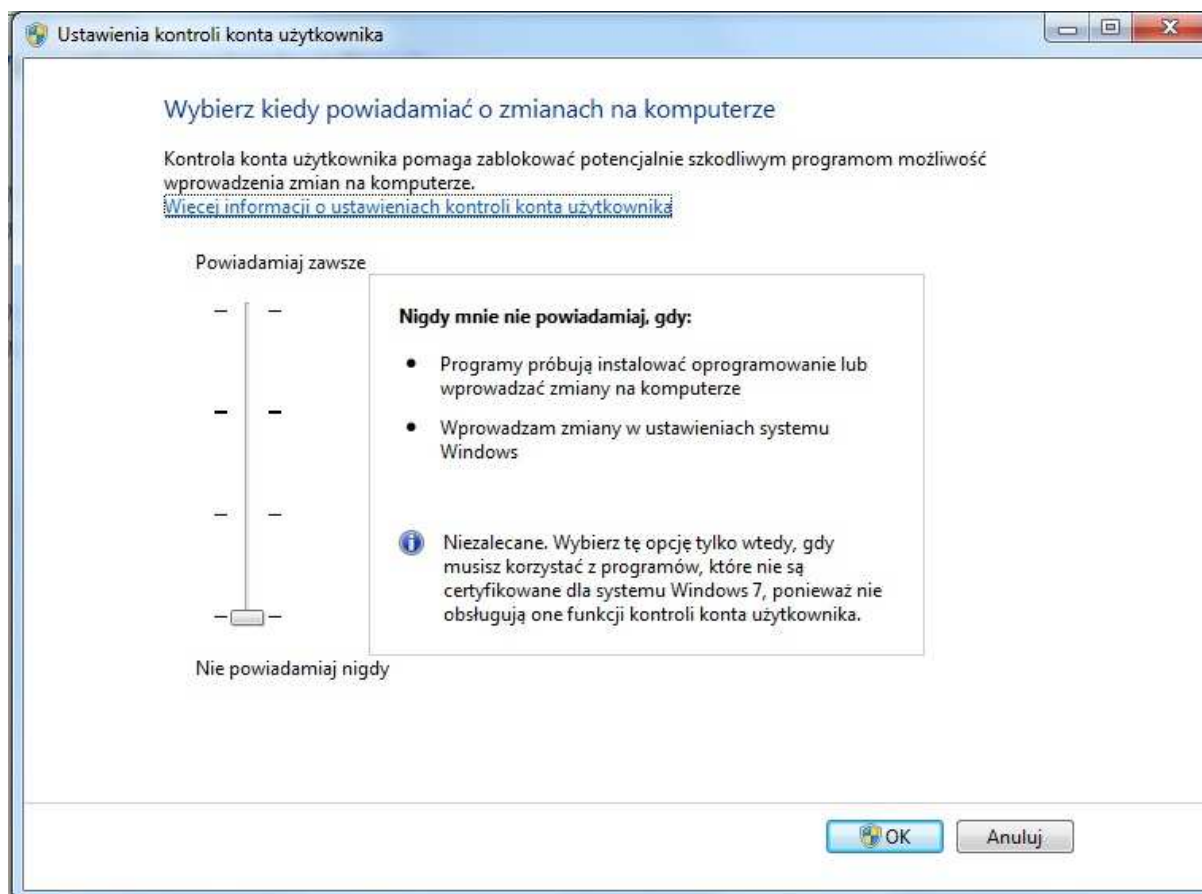 Ustawienia kontroli konta użytkownika
Wybierz kiedy powiadamiać o zmianach na komputerze
Kontrola konta użytkownika pomaga zablokować potencjalnie szkodliwym programom możliwość
wprowadzenia zmian na komputerze.
Więcej informacji o ustawieniach kontroli konta użytkownika
Powiadamiaj zawsze
Nigdy mnie nie powiadamiaj, gdy:
• Programy próbują instalować oprogramowanie lub
wprowadzać zmiany na komputerze
• Wprowadzam zmiany w ustawieniach systemu
Windows
Niezalecane. Wybierz tę opcję tylko wtedy, gdy
musisz korzystać z programów, które nie są
certyfikowane dla systemu Windows 7, ponieważ nie
obsługują one funkcji kontroli konta użytkownika.
Nie powiadamiaj nigdy
OK
Anuluj